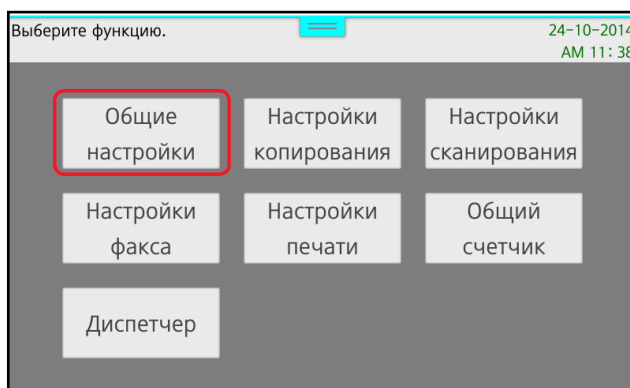 Выберите функцию.
24-10-2014
AM 11:38
Общие
настройки
Настройки
копирования
Настройки
сканирования
Настройки
факса
Настройки
печати
Общий
счетчик
Диспетчер